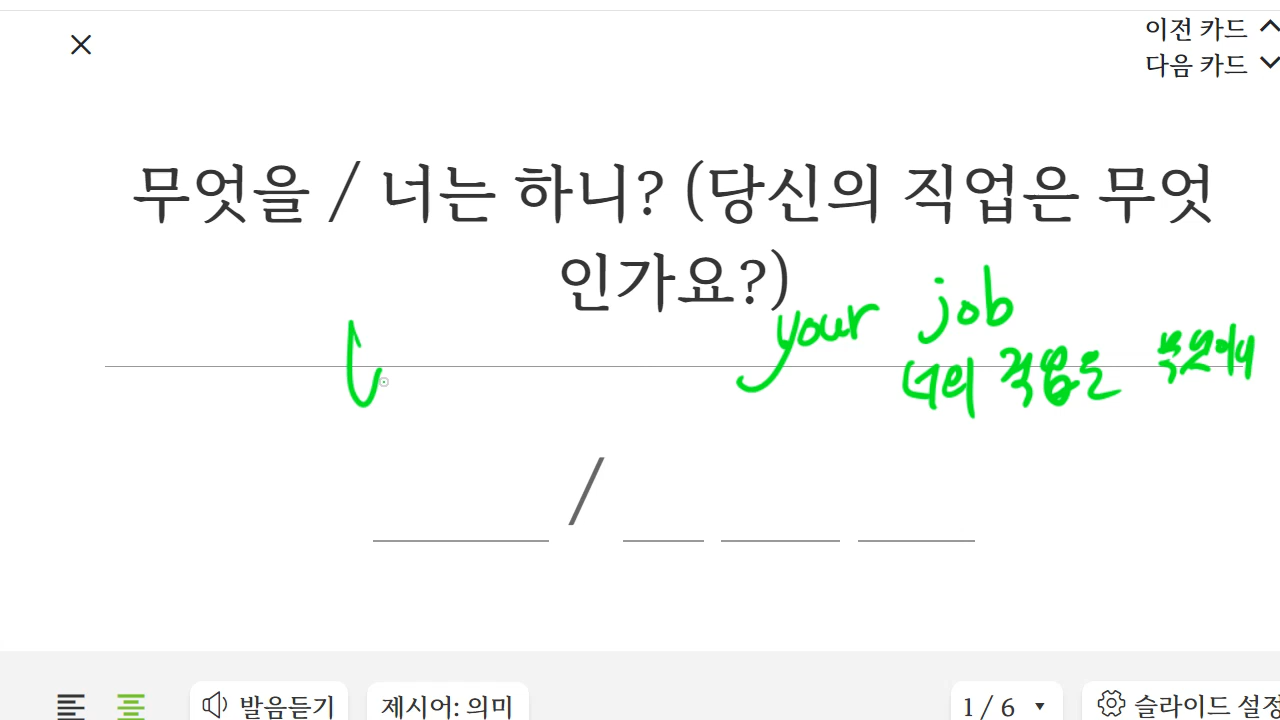 이전 카드
다음 카드
무엇을 / 너는 하니? (당신의 직업은 무엇
인가요?)
your job
너의 직업은 무엇이니
/
발음듣기 제시어: 의미 1 / 6 슬라이드 설정